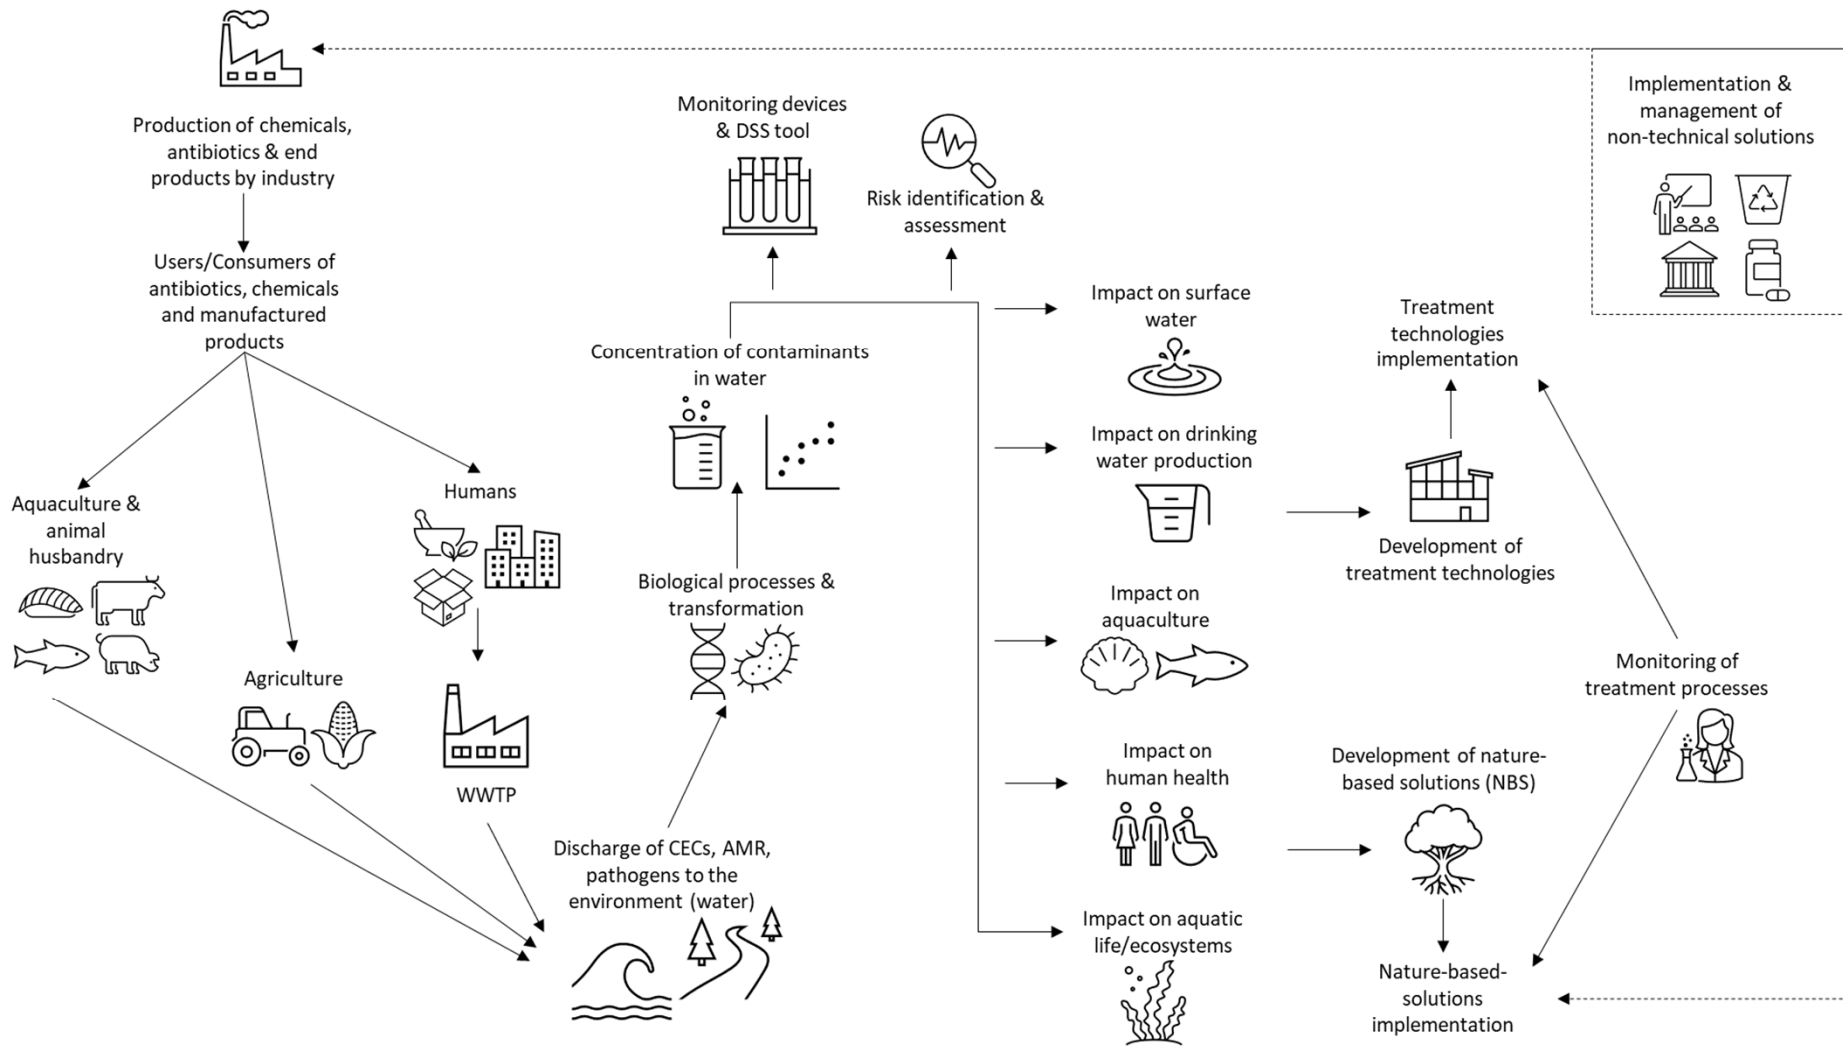 Production of chemicals,
antibiotics & end
products by industry
Users/Consumers of
antibiotics, chemicals
and manufactured
products
Aquaculture &
animal
husbandry
Agriculture
Humans
WWTP
Discharge of CECs, AMR,
pathogens to the
environment (water)
Biological processes &
transformation
Concentration of contaminants
in water
Monitoring devices
& DSS tool
Risk identification &
assessment
Impact on surface
water
Impact on drinking
water production
Impact on
aquaculture
Impact on
human health
Impact on aquatic
life/ecosystems
Treatment
technologies
implementation
Development of
treatment technologies
Development of nature-
based solutions (NBS)
Nature-based-
solutions
implementation
Monitoring of
treatment processes
Implementation &
management of
non-technical solutions